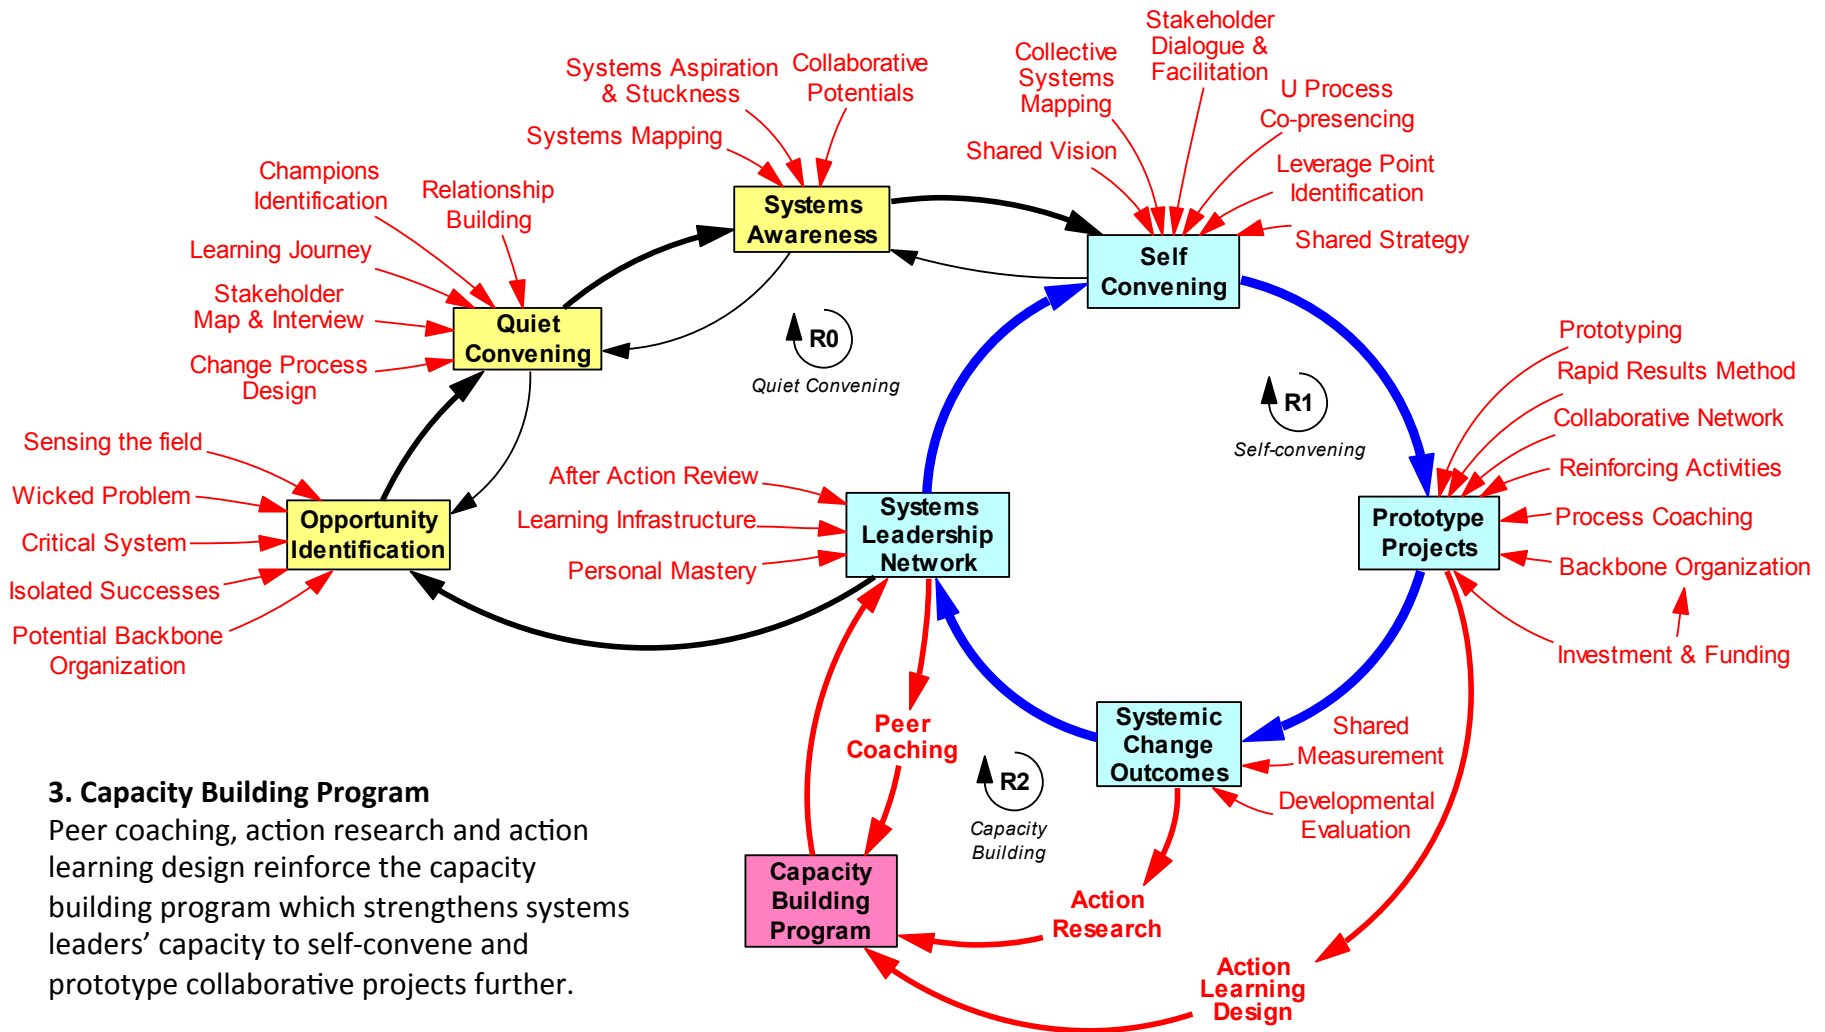 Stakeholder
Dialogue &
Facilitation
Collective
Systems
Mapping
Systems Aspiration
& Stuckness
Collaborative
Potentials
U Process
Co-presencing
Systems Mapping
Shared Vision
Leverage Point
Identification
Champions
Identification
Relationship
Building
Systems
Awareness
Shared Strategy
Self
Convening
Learning Journey
Stakeholder
Map & Interview
Quiet
Convening
Change Process
Design
R0
Quiet Convening
R1
Self-convening
Prototyping
Rapid Results Method
Collaborative Network
Reinforcing Activities
Process Coaching
Backbone Organization
Investment & Funding
Prototype
Projects
Sensing the field
Wicked Problem
Critical System
Isolated Successes
Potential Backbone
Organization
Opportunity
Identification
After Action Review
Learning Infrastructure
Personal Mastery
Systems
Leadership
Network
Peer
Coaching
Systemic
Change
Outcomes
Shared
Measurement
Developmental
Evaluation
R2
Capacity
Building
Capacity
Building
Program
Action
Research
Action
Learning
Design
3. Capacity Building Program
Peer coaching, action research and action
learning design reinforce the capacity
building program which strengthens systems
leaders’ capacity to self-convene and
prototype collaborative projects further.